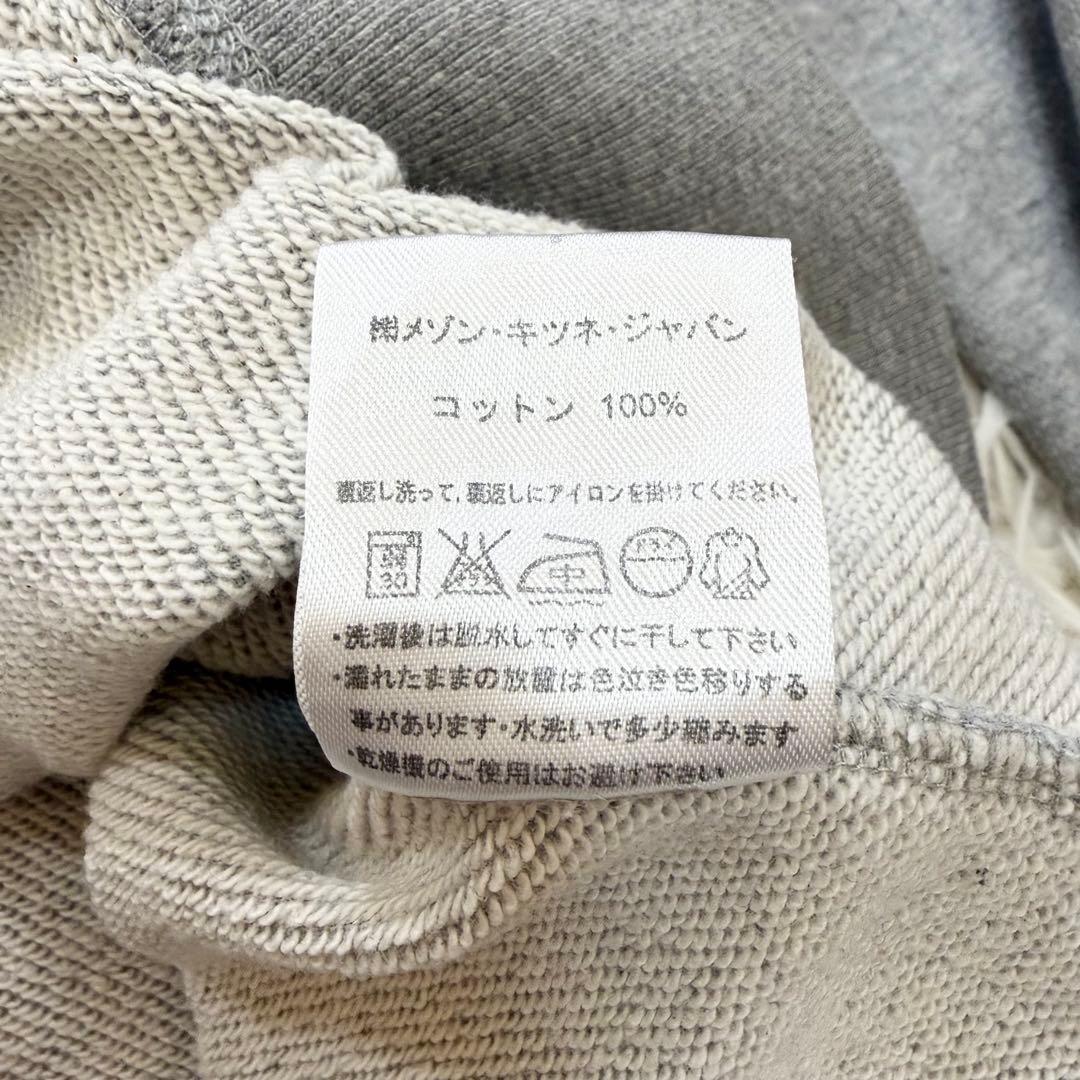 ㈱メゾン・キツネ・ジャパン
コットン 100%
裏返し洗って、裏返しにアイロンを掛けてください。
30 中
・洗濯後は脱水してすぐに干して下さい
・濡れたままの放置は色泣き色移りする
事があります・水洗いで多少縮みます
・乾燥機のご使用はお避け下さい